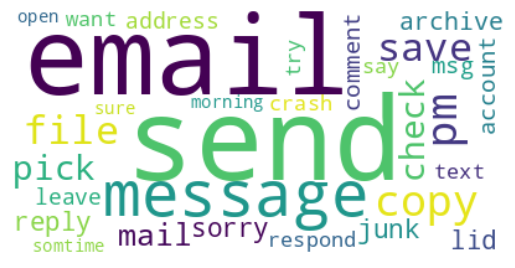 open want address archive
email try comment save
say msg account
sure morning crash
file send check pm
pick text
leave message copy
reply mail sorry junk lid
somtime respond